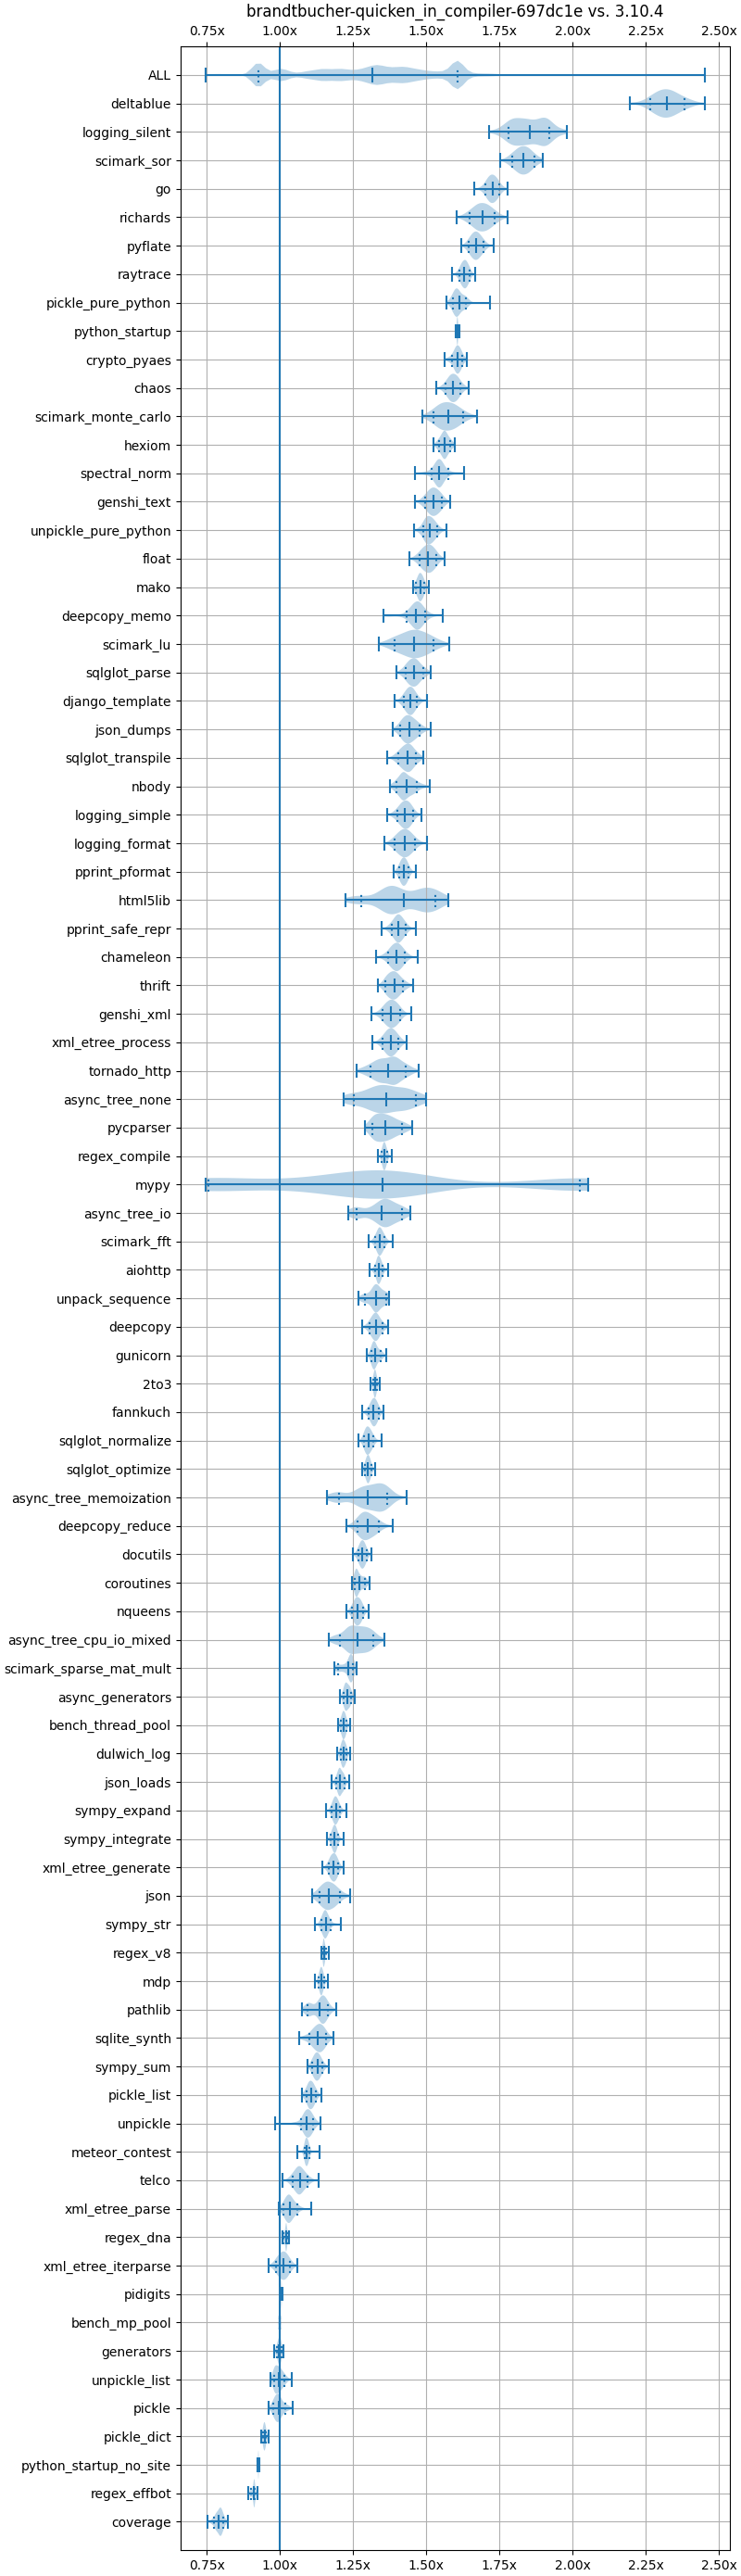 brandtbucher-quicken_in_compiler-697dc1e vs. 3.10.4
0.75x 1.00x 1.25x 1.50x 1.75x 2.00x 2.25x 2.50x
ALL
deltablue
logging_silent
scimark_sor
go
richards
pyflate
raytrace
pickle_pure_python
python_startup
crypto_pyaes
chaos
scimark_monte_carlo
hexiom
spectral_norm
genshi_text
unpickle_pure_python
float
mako
deepcopy_memo
scimark_lu
sqlglot_parse
django_template
json_dumps
sqlglot_transpile
nbody
logging_simple
logging_format
pprint_pformat
html5lib
pprint_safe_repr
chameleon
thrift
genshi_xml
xml_etree_process
tornado_http
async_tree_none
pycparser
regex_compile
mypy
async_tree_io
scimark_fft
aiohttp
unpack_sequence
deepcopy
gunicorn
2to3
fannkuch
sqlglot_normalize
sqlglot_optimize
async_tree_memoization
deepcopy_reduce
docutils
coroutines
nqueens
async_tree_cpu_io_mixed
scimark_sparse_mat_mult
async_generators
bench_thread_pool
dulwich_log
json_loads
sympy_expand
sympy_integrate
xml_etree_generate
json
sympy_str
regex_v8
mdp
pathlib
sqlite_synth
sympy_sum
pickle_list
unpickle
meteor_contest
telco
xml_etree_parse
regex_dna
xml_etree_iterparse
pidigits
bench_mp_pool
generators
unpickle_list
pickle
pickle_dict
python_startup_no_site
regex_effbot
coverage
0.75x 1.00x 1.25x 1.50x 1.75x 2.00x 2.25x 2.50x